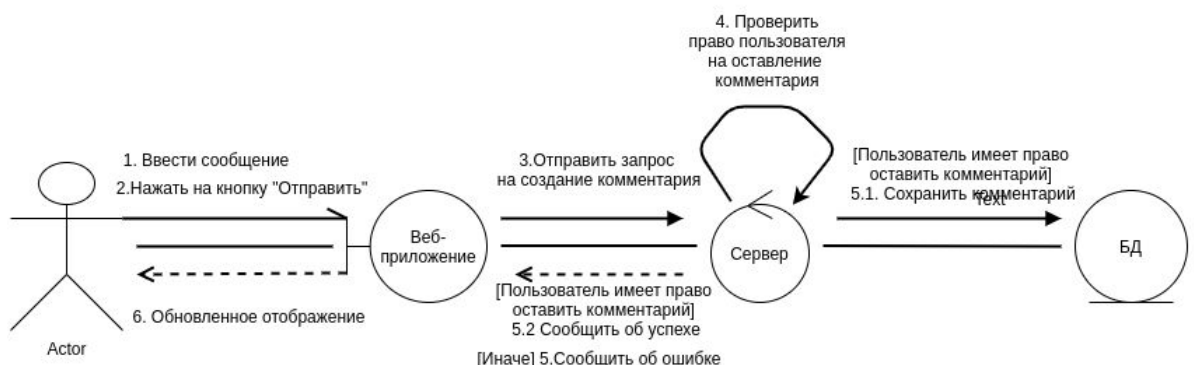 4. Проверить
право пользователя
на оставление
комментария
1. Ввести сообщение
2.Нажать на кнопку "Отправить"
3.Отправить запрос
на создание комментария
[Пользователь имеет право
оставить комментарий]
5.1. Сохранить комментарий
Text
Веб-
приложение
Сервер
БД
[Пользователь имеет право
оставить комментарий]
5.2 Сообщить об успехе
[Иначе] 5.Сообщить об ошибке
6. Обновленное отображение
Actor